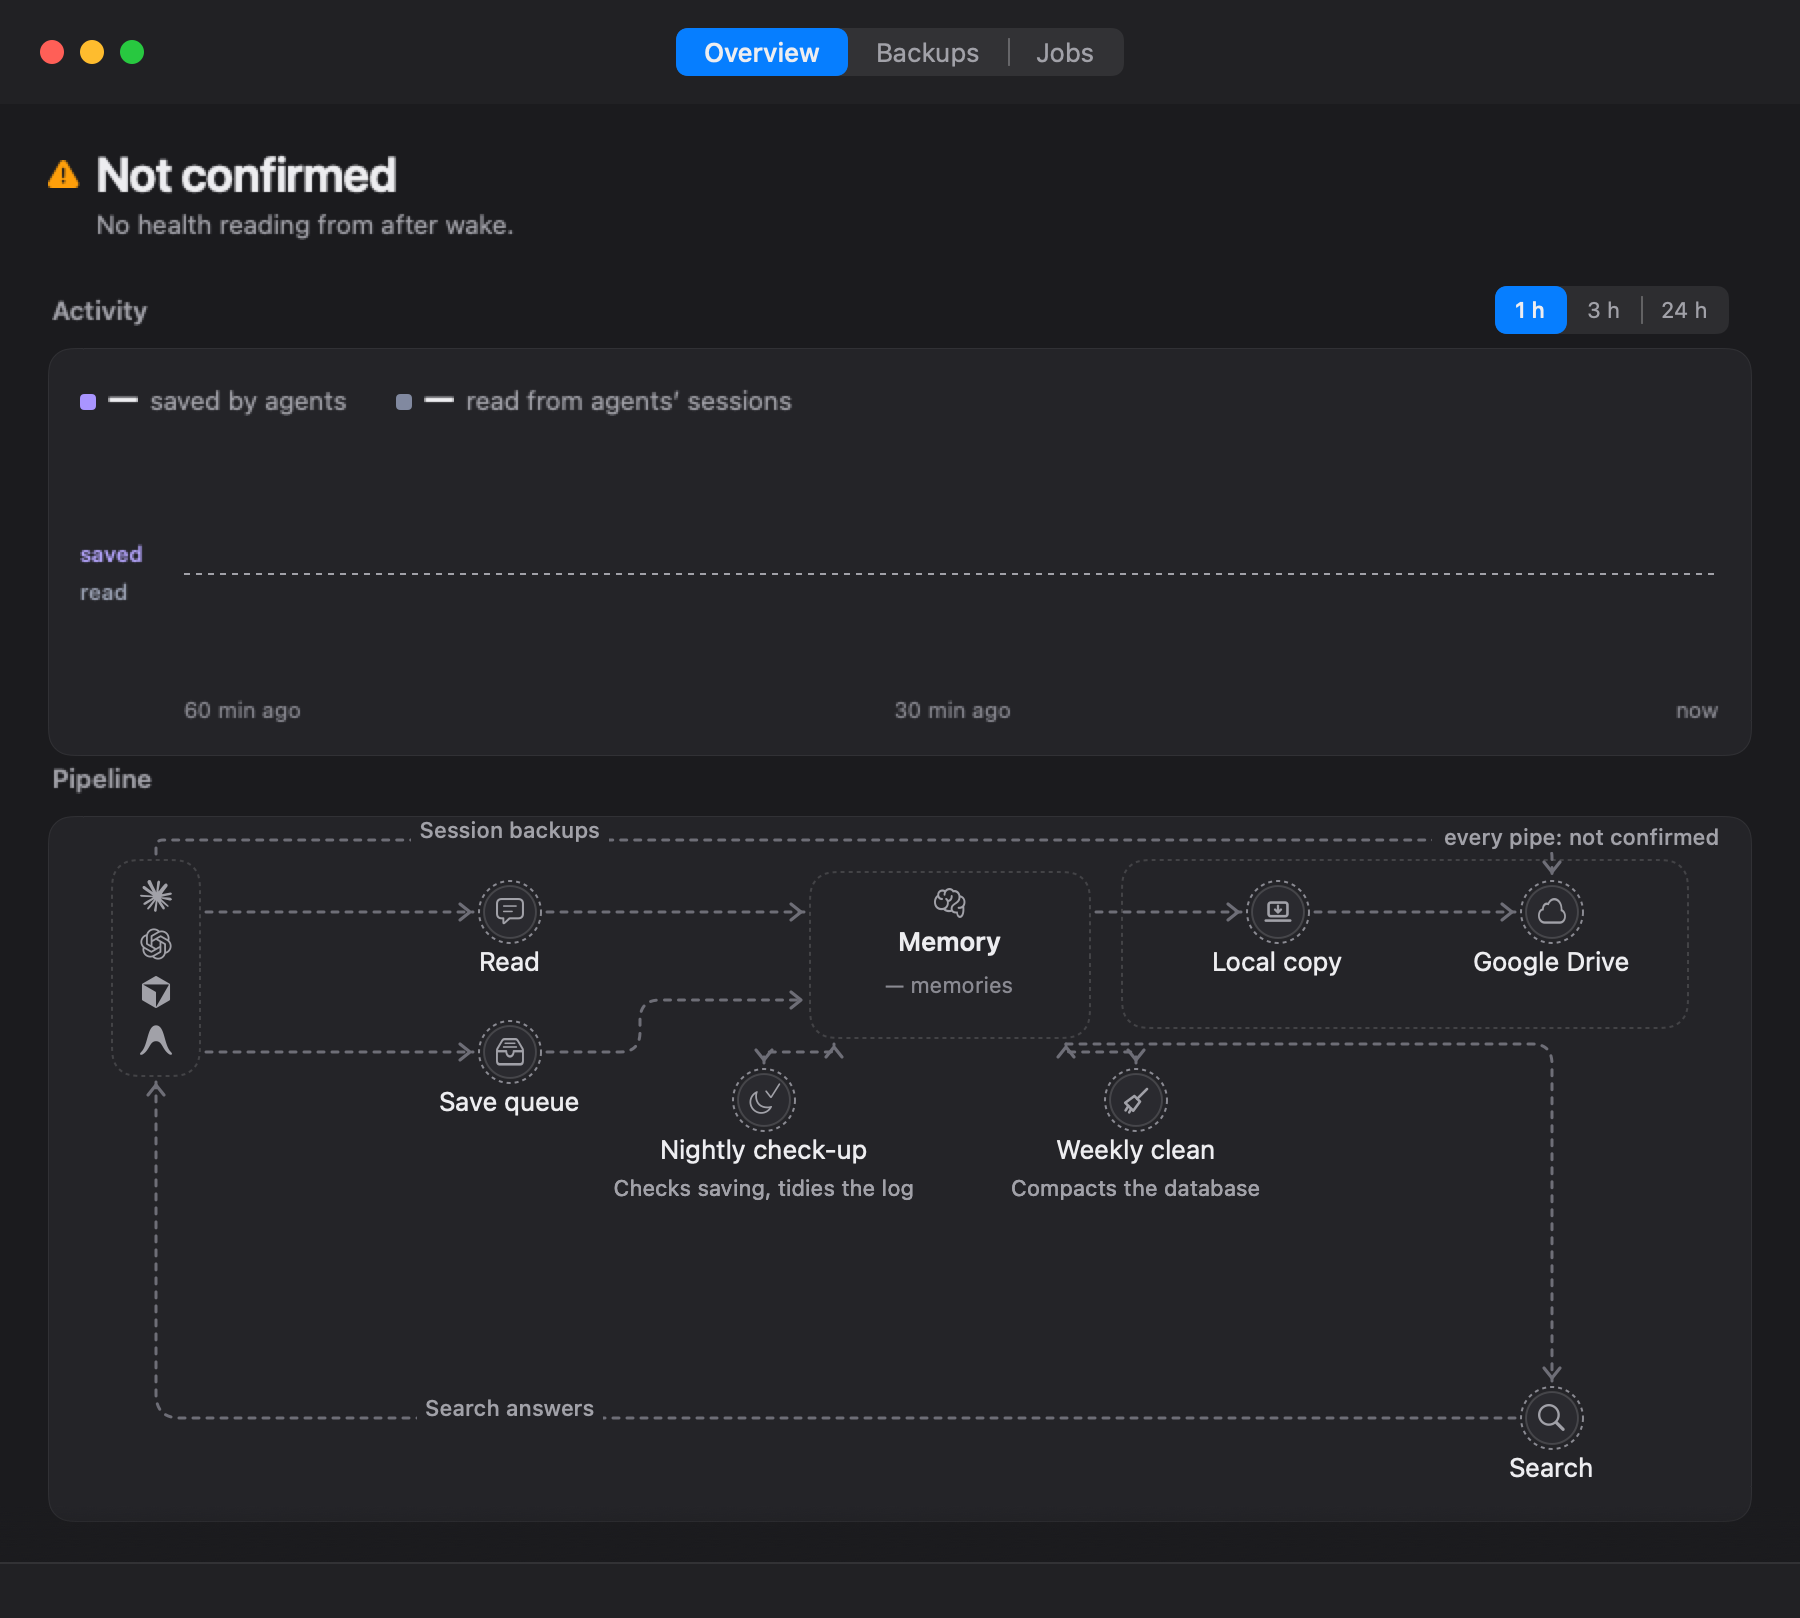 Overview Backups Jobs
Not confirmed
No health reading from after wake.
Activity
1 h 3 h 24 h
— saved by agents — read from agents’ sessions
saved
read
60 min ago 30 min ago now
Pipeline
Session backups
every pipe: not confirmed
Read
Memory
— memories
Local copy
Google Drive
Save queue
Nightly check-up
Checks saving, tidies the log
Weekly clean
Compacts the database
Search answers
Search